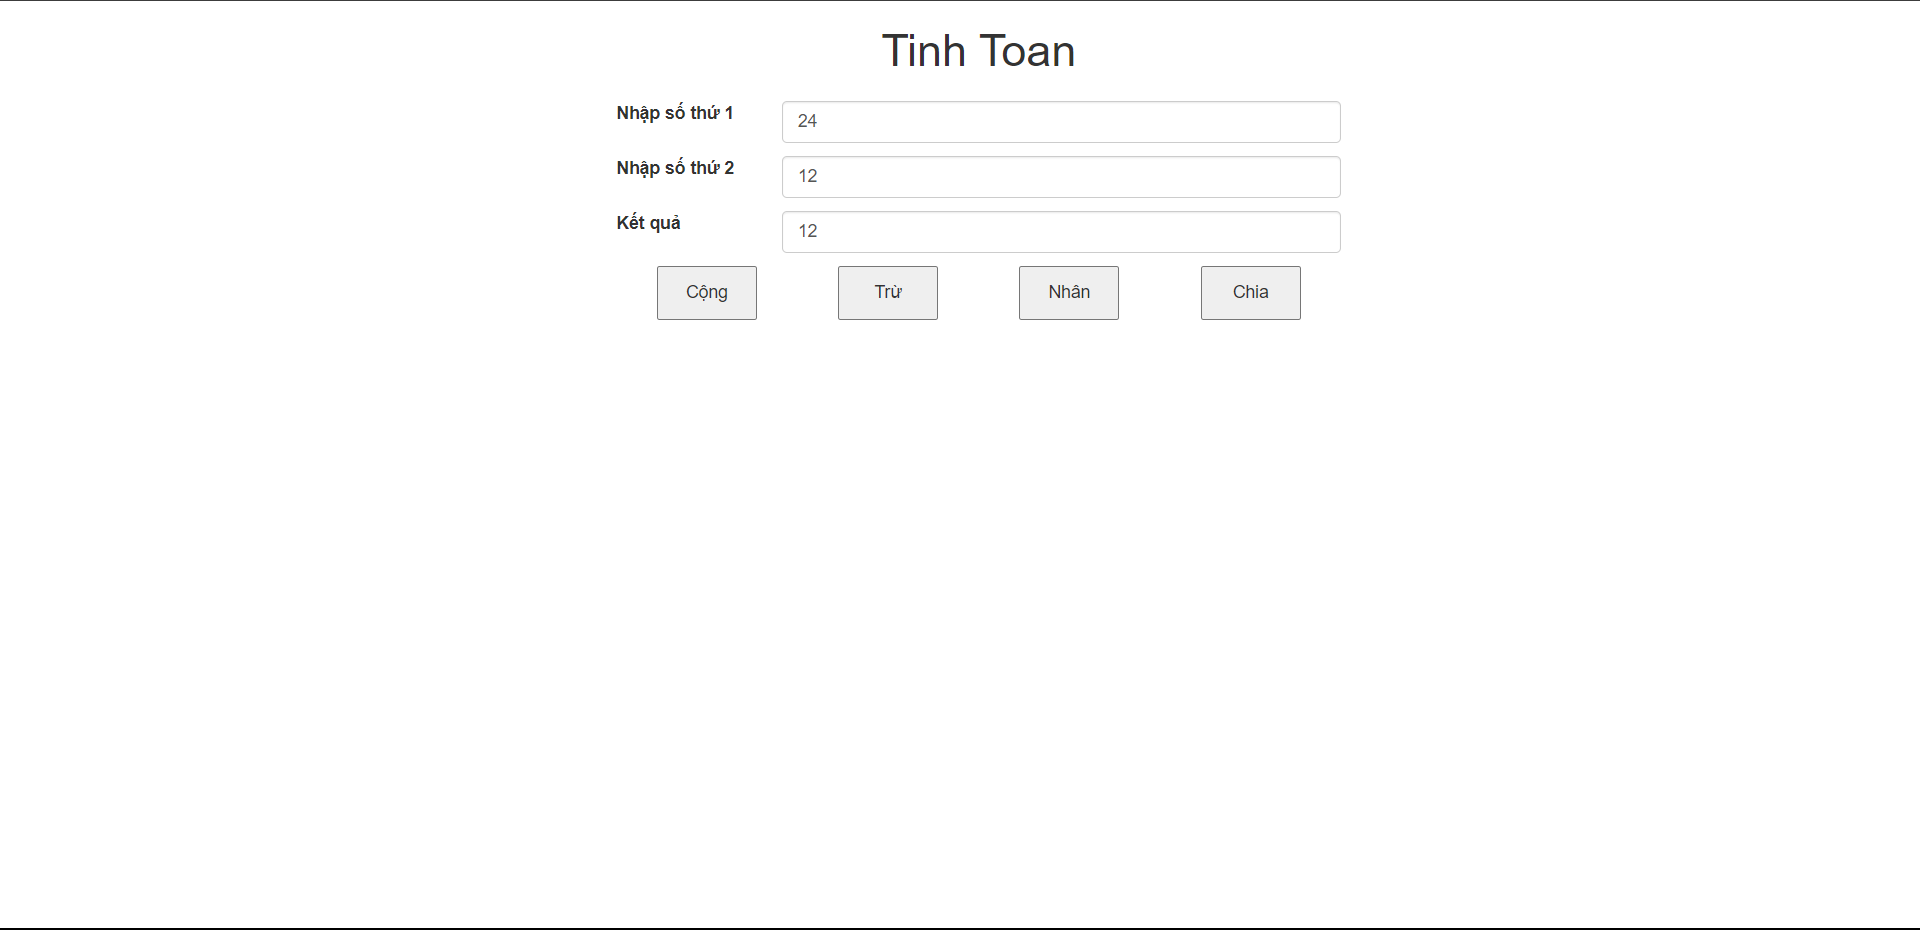 Tinh Toan
Nhập số thứ 1 24
Nhập số thứ 2 12
Kết quả 12
Cộng Trừ Nhân Chia